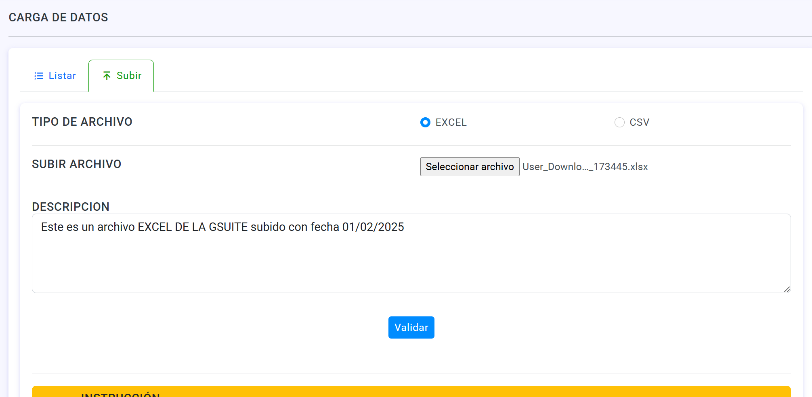 CARGA DE DATOS
Listar
Subir
TIPO DE ARCHIVO
EXCEL
CSV
SUBIR ARCHIVO
Seleccionar archivo User_Downlo..._173445.xlsx
DESCRIPCION
Este es un archivo EXCEL DE LA GSUITE subido con fecha 01/02/2025
Validar
INSTRUCCIÓN